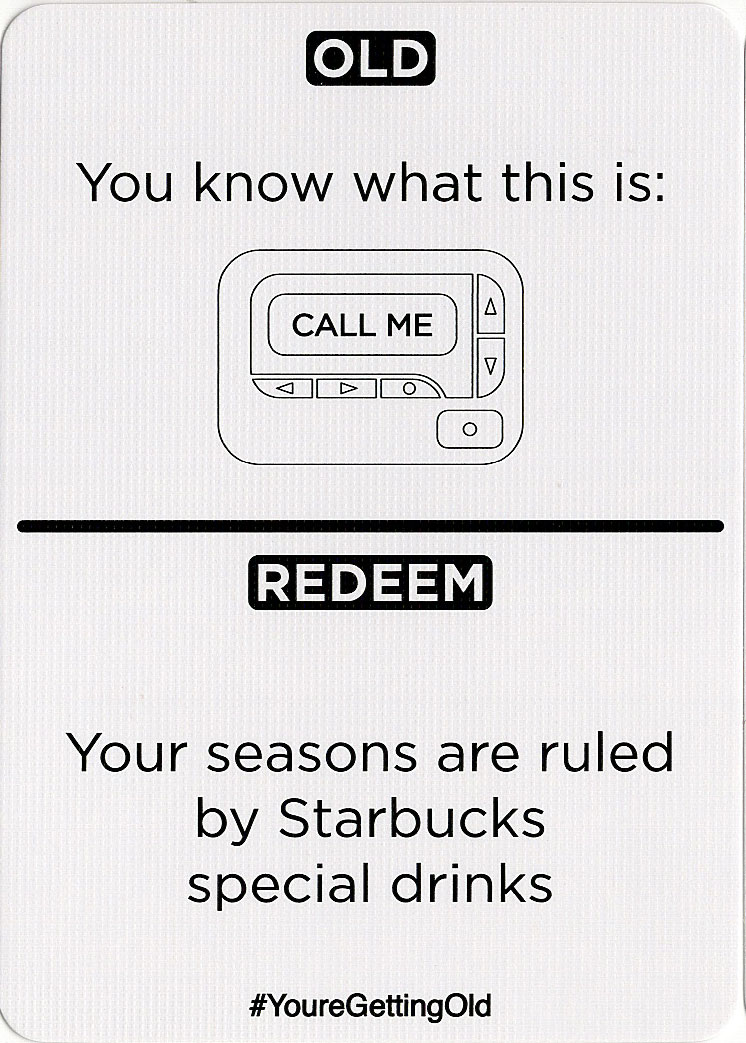 OLD
You know what this is:
CALL ME
REDEEM
Your seasons are ruled
by Starbucks
special drinks
#YoureGettingOld